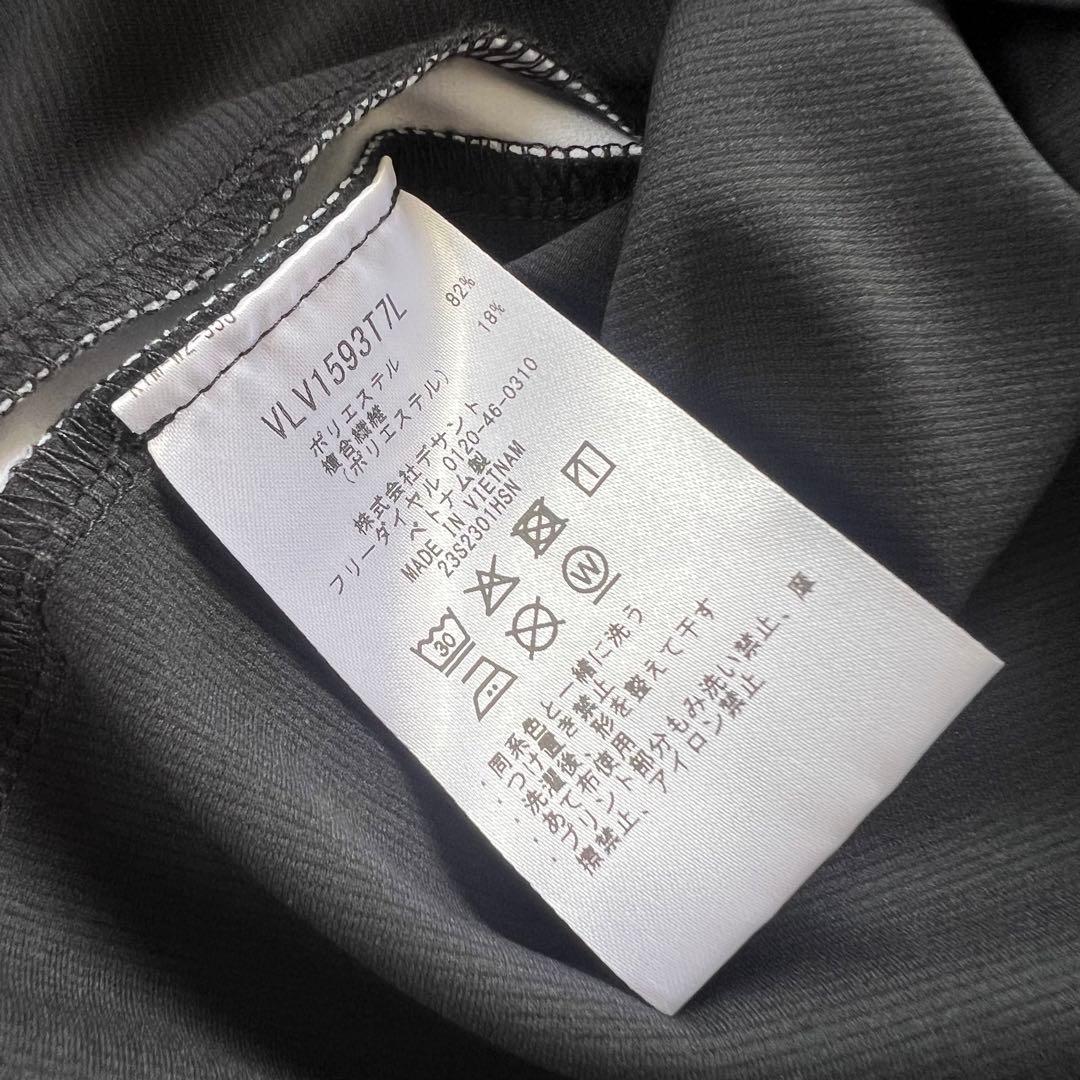 VLV1593T7L
ポリエステル 82%
複合繊維 18%
(ポリエステル)
株式会社デサント
フリーダイヤル 0120-46-0310
ベトナム製
MADE IN VIETNAM
23S2301HSN
30
W
・同系色と一緒に洗う
・つけ置き禁止
・洗濯後、形を整えて干す
・あて布使用
・プリント部分もみ洗い禁止、摩
擦禁止、アイロン禁止